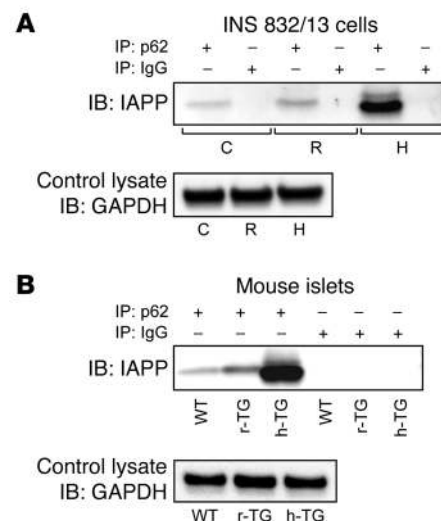 A INS 832/13 cells
IP: p62 + – + – + –
IP: IgG – + – + – +
IB: IAPP
C R H
Control lysate
IB: GAPDH
C R H
B Mouse islets
IP: p62 + + + – – –
IP: IgG – – – + + +
IB: IAPP
WT r-TG h-TG WT r-TG h-TG
Control lysate
IB: GAPDH
WT r-TG h-TG